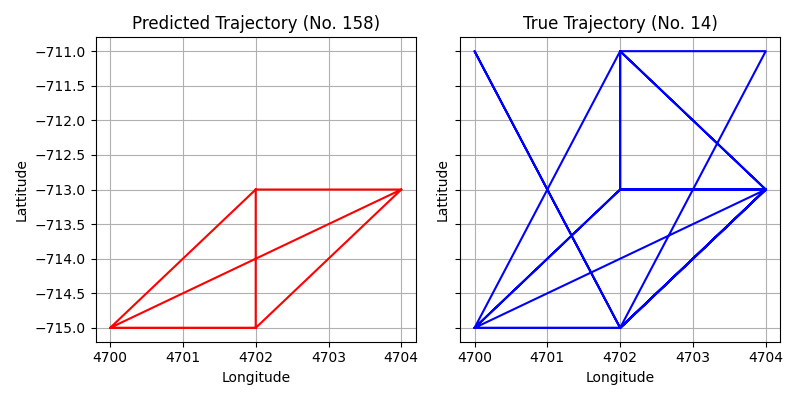 Predicted Trajectory (No. 158)
True Trajectory (No. 14)
−711.0
−711.5
−712.0
−712.5
−713.0
−713.5
−714.0
−714.5
−715.0
Lattitude
Lattitude
4700 4701 4702 4703 4704
4700 4701 4702 4703 4704
Longitude
Longitude